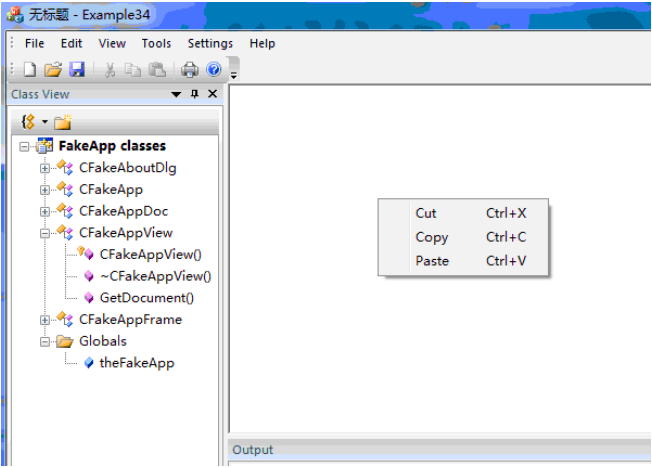 无标题 - Example34
File Edit View Tools Settings Help
Class View
FakeApp classes
CFakeAboutDlg
CFakeApp
CFakeAppDoc
CFakeAppView
CFakeAppView()
~CFakeAppView()
GetDocument()
CFakeAppFrame
Globals
theFakeApp
Cut Ctrl+X
Copy Ctrl+C
Paste Ctrl+V
Output